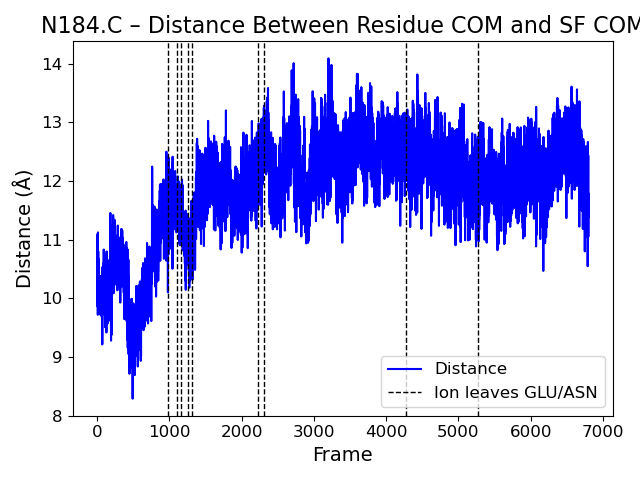 N184.C – Distance Between Residue COM and SF COM
14
13
12
11
10
9
8
Distance (Å)
0 1000 2000 3000 4000 5000 6000 7000
Frame
Distance
Ion leaves GLU/ASN